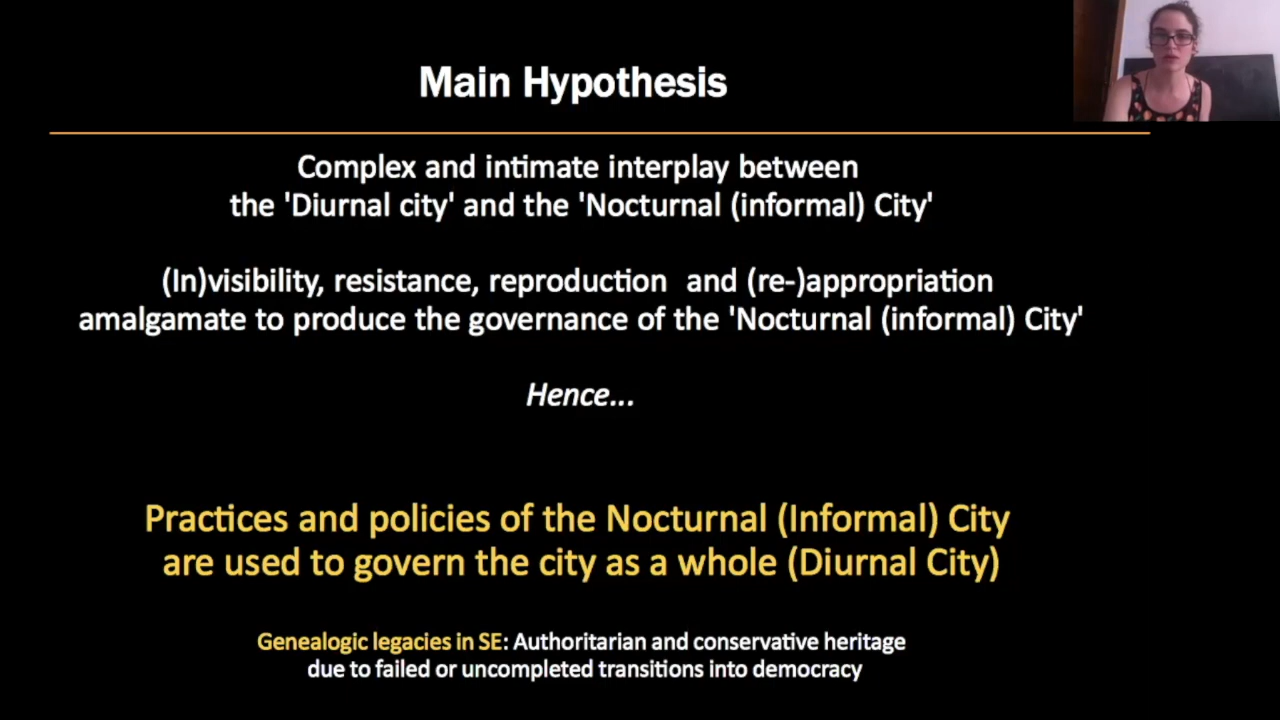 Main Hypothesis
Complex and intimate interplay between
the 'Diurnal city' and the 'Nocturnal (informal) City'
(In)visibility, resistance, reproduction and (re-)appropriation
amalgamate to produce the governance of the 'Nocturnal (informal) City'
Hence...
Practices and policies of the Nocturnal (Informal) City
are used to govern the city as a whole (Diurnal City)
Genealogic legacies in SE: Authoritarian and conservative heritage
due to failed or uncompleted transitions into democracy